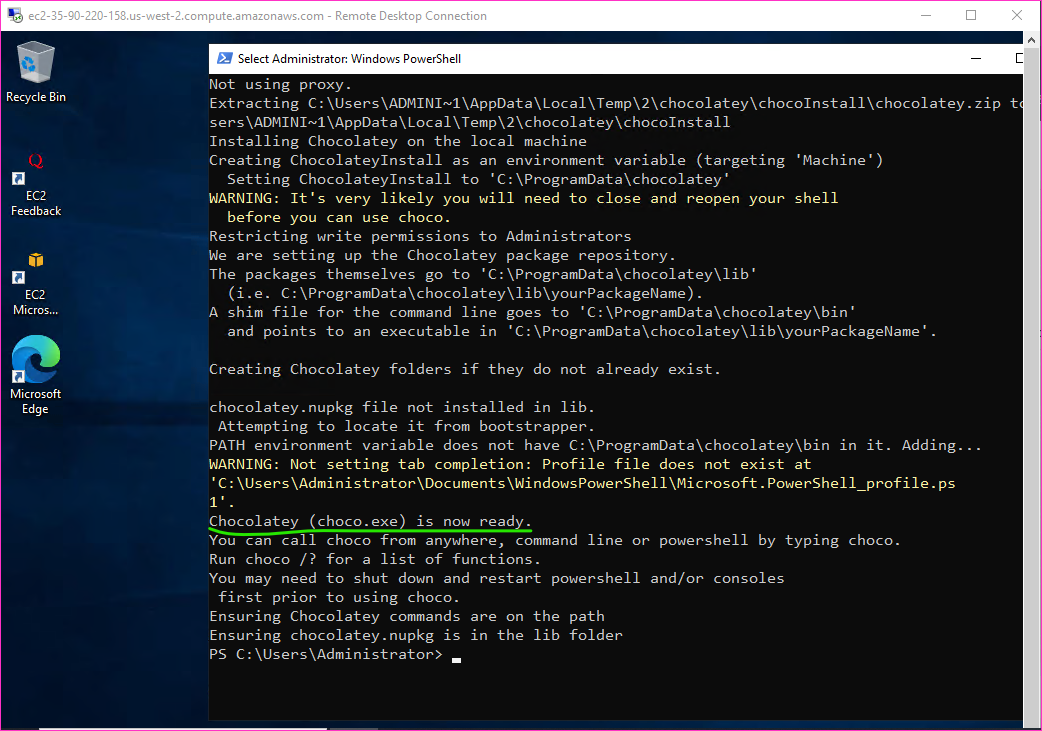 ec2-35-90-220-158.us-west-2.compute.amazonaws.com - Remote Desktop Connection
Recycle Bin
EC2
Feedback
EC2
Micros...
Microsoft
Edge
Select Administrator: Windows PowerShell
Not using proxy.
Extracting C:\Users\ADMINI~1\AppData\Local\Temp\2\chocolatey\chocoInstall\chocolatey.zip to
sers\ADMINI~1\AppData\Local\Temp\2\chocolatey\chocoInstall
Installing Chocolatey on the local machine
Creating ChocolateyInstall as an environment variable (targeting 'Machine')
  Setting ChocolateyInstall to 'C:\ProgramData\chocolatey'
WARNING: It's very likely you will need to close and reopen your shell
  before you can use choco.
Restricting write permissions to Administrators
We are setting up the Chocolatey package repository.
The packages themselves go to 'C:\ProgramData\chocolatey\lib'
  (i.e. C:\ProgramData\chocolatey\lib\yourPackageName).
A shim file for the command line goes to 'C:\ProgramData\chocolatey\bin'
  and points to an executable in 'C:\ProgramData\chocolatey\lib\yourPackageName'.
Creating Chocolatey folders if they do not already exist.
chocolatey.nupkg file not installed in lib.
 Attempting to locate it from bootstrapper.
PATH environment variable does not have C:\ProgramData\chocolatey\bin in it. Adding...
WARNING: Not setting tab completion: Profile file does not exist at
'C:\Users\Administrator\Documents\WindowsPowerShell\Microsoft.PowerShell_profile.ps
1'.
Chocolatey (choco.exe) is now ready.
You can call choco from anywhere, command line or powershell by typing choco.
Run choco /? for a list of functions.
You may need to shut down and restart powershell and/or consoles
 first prior to using choco.
Ensuring Chocolatey commands are on the path
Ensuring chocolatey.nupkg is in the lib folder
PS C:\Users\Administrator>